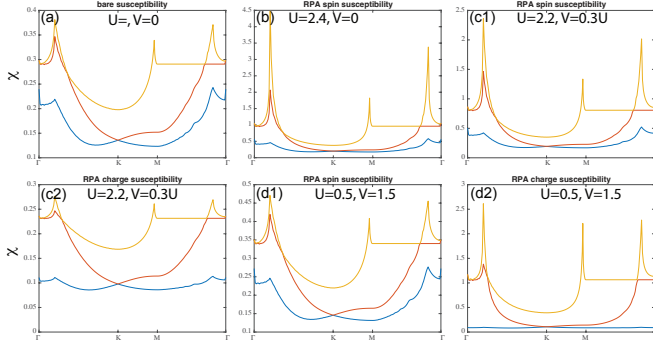 bare susceptibility
(a) U=, V=0
0.4
0.35
0.3
0.25
0.2
0.15
0.1
χ
Γ K M Γ
RPA spin susceptibility
(b) U=2.4, V=0
4.5
4
3.5
3
2.5
2
1.5
1
0.5
0
Γ K M Γ
RPA spin susceptibility
(c1) U=2.2, V=0.3U
2.5
2
1.5
1
0.5
0
Γ K M Γ
RPA charge susceptibility
(c2) U=2.2, V=0.3U
0.3
0.25
0.2
0.15
0.1
0.05
0
χ
Γ K M Γ
RPA spin susceptibility
(d1) U=0.5, V=1.5
0.5
0.45
0.4
0.35
0.3
0.25
0.2
0.15
0.1
Γ K M Γ
RPA charge susceptibility
(d2) U=0.5, V=1.5
3
2.5
2
1.5
1
0.5
0
Γ K M Γ